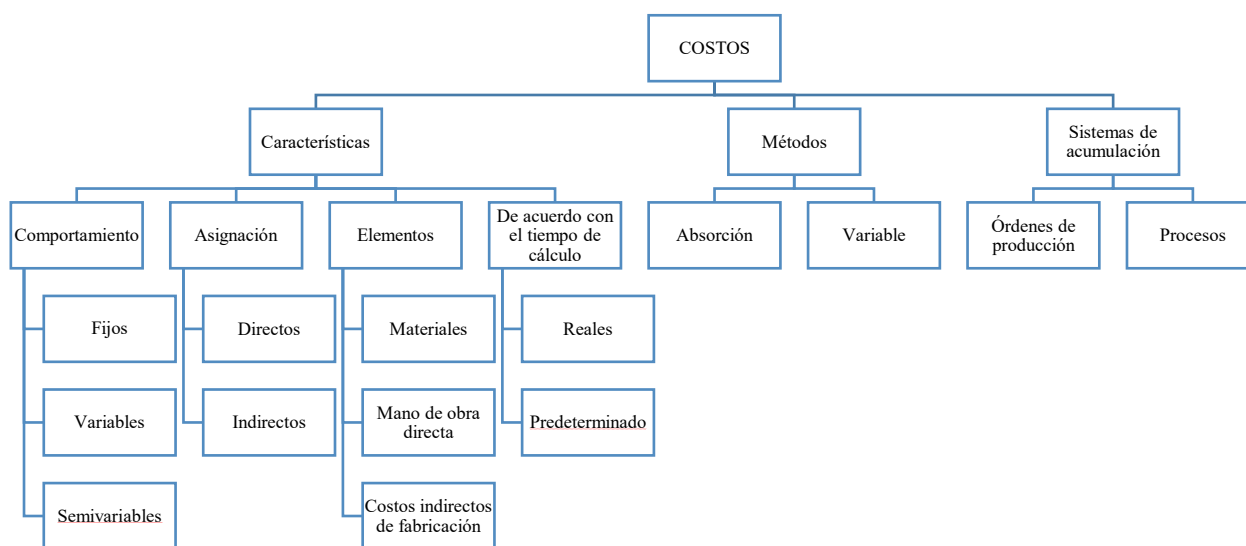 COSTOS
Características
Métodos
Sistemas de
acumulación
Comportamiento
Asignación
Elementos
De acuerdo con
el tiempo de
cálculo
Absorción
Variable
Órdenes de
producción
Procesos
Fijos
Directos
Materiales
Reales
Variables
Indirectos
Mano de obra
directa
Predeterminado
Semivariables
Costos indirectos
de fabricación